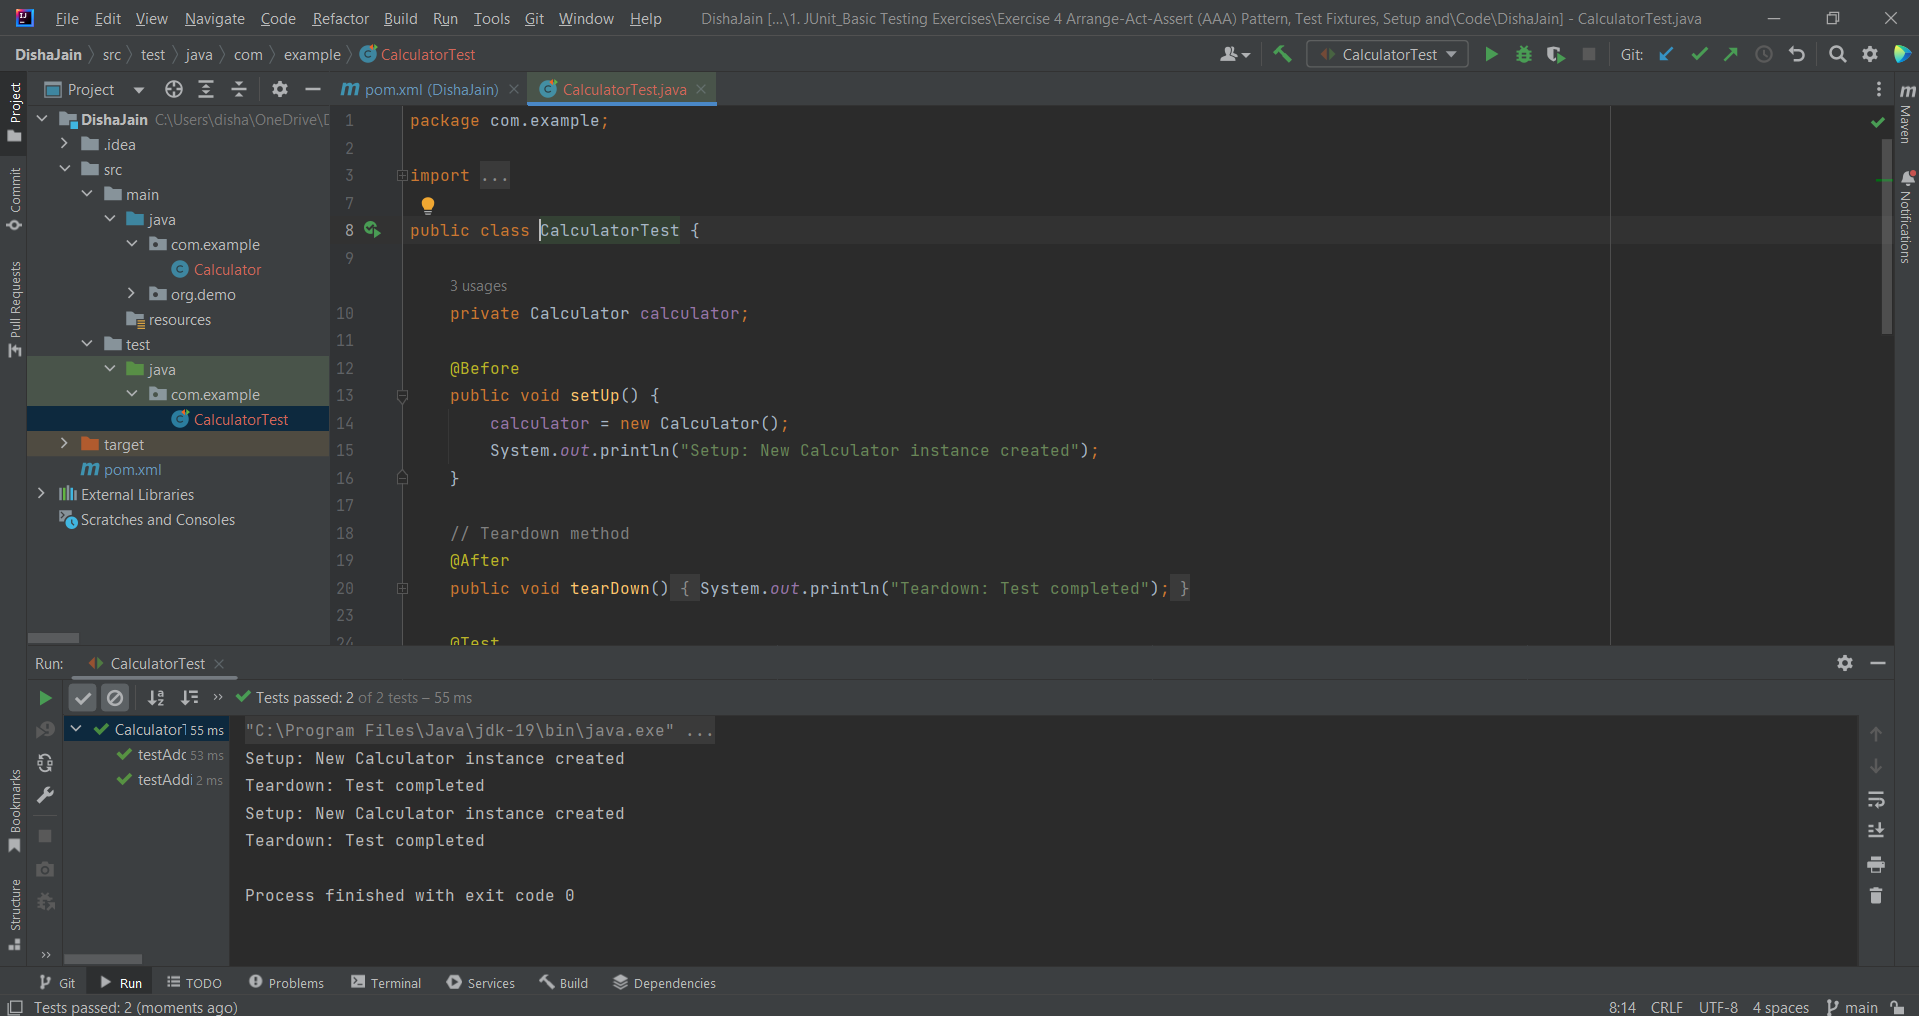 File Edit View Navigate Code Refactor Build Run Tools Git Window Help DishaJain [...\1. JUnit_Basic Testing Exercises\Exercise 4 Arrange-Act-Assert (AAA) Pattern, Test Fixtures, Setup and\Code\DishaJain] - CalculatorTest.java
DishaJain src test java com example CalculatorTest CalculatorTest Git:
Project pom.xml (DishaJain) CalculatorTest.java
Project
Commit
Pull Requests
Bookmarks
Structure
Maven
Notifications
DishaJain C:\Users\disha\OneDrive\
.idea
src
main
java
com.example
Calculator
org.demo
resources
test
java
com.example
CalculatorTest
target
pom.xml
External Libraries
Scratches and Consoles
1 package com.example;
2
3 import ...
7
8 public class CalculatorTest {
9
3 usages
10 private Calculator calculator;
11
12 @Before
13 public void setUp() {
14 calculator = new Calculator();
15 System.out.println("Setup: New Calculator instance created");
16 }
17
18 // Teardown method
19 @After
20 public void tearDown() { System.out.println("Teardown: Test completed"); }
23
24 @Test
Run: CalculatorTest
Tests passed: 2 of 2 tests – 55 ms
Calculator 55 ms
testAdd 53 ms
testAddi 2 ms
"C:\Program Files\Java\jdk-19\bin\java.exe" ...
Setup: New Calculator instance created
Teardown: Test completed
Setup: New Calculator instance created
Teardown: Test completed
Process finished with exit code 0
Git Run TODO Problems Terminal Services Build Dependencies
Tests passed: 2 (moments ago) 8:14 CRLF UTF-8 4 spaces main